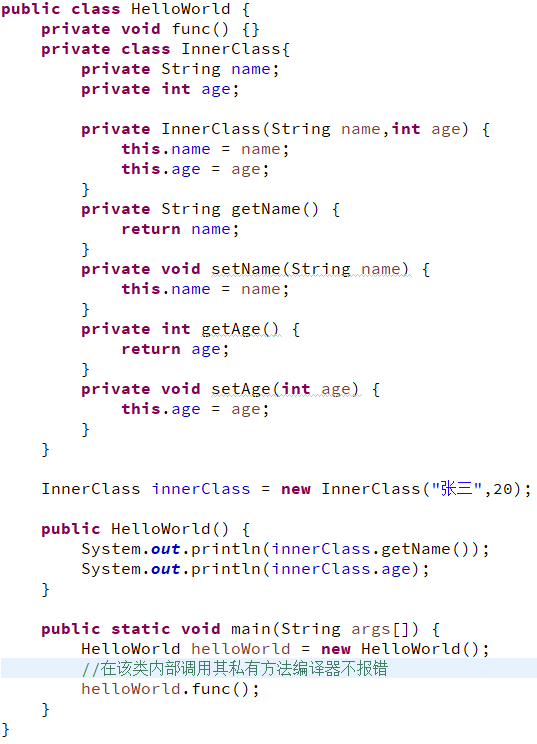 public class HelloWorld {
    private void func() {}
    private class InnerClass{
        private String name;
        private int age;

        private InnerClass(String name,int age) {
            this.name = name;
            this.age = age;
        }
        private String getName() {
            return name;
        }
        private void setName(String name) {
            this.name = name;
        }
        private int getAge() {
            return age;
        }
        private void setAge(int age) {
            this.age = age;
        }
    }

    InnerClass innerClass = new InnerClass("张三",20);

    public HelloWorld() {
        System.out.println(innerClass.getName());
        System.out.println(innerClass.age);
    }

    public static void main(String args[]) {
        HelloWorld helloWorld = new HelloWorld();
        //在该类内部调用其私有方法编译器不报错
        helloWorld.func();
    }
}